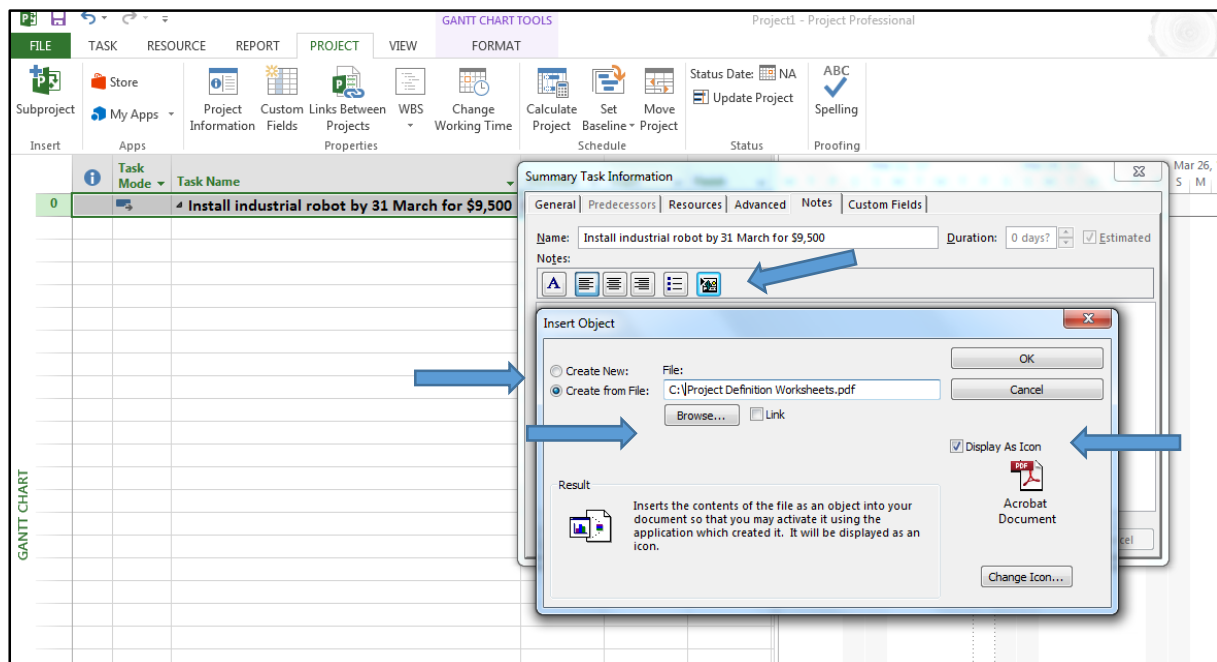 GANTT CHART TOOLS
Project1 - Project Professional
FILE TASK RESOURCE REPORT PROJECT VIEW FORMAT
Subproject
Store
My Apps
Project Information
Custom Fields
Links Between Projects
WBS
Change Working Time
Calculate Project
Set Baseline
Move Project
Status Date: NA
Update Project
ABC
Spelling
Insert Apps Properties Schedule Status Proofing
Task Mode
Task Name
Mar 26,
S M
0
Install industrial robot by 31 March for $9,500
GANTT CHART
Summary Task Information
General Predecessors Resources Advanced Notes Custom Fields
Name: Install industrial robot by 31 March for $9,500 Duration: 0 days? Estimated
Notes:
A
Insert Object
Create New:
Create from File:
File:
C:\Project Definition Worksheets.pdf
Browse... Link
OK
Cancel
Display As Icon
PDF
Acrobat
Document
Change Icon...
Result
Inserts the contents of the file as an object into your
document so that you may activate it using the
application which created it. It will be displayed as an
icon.